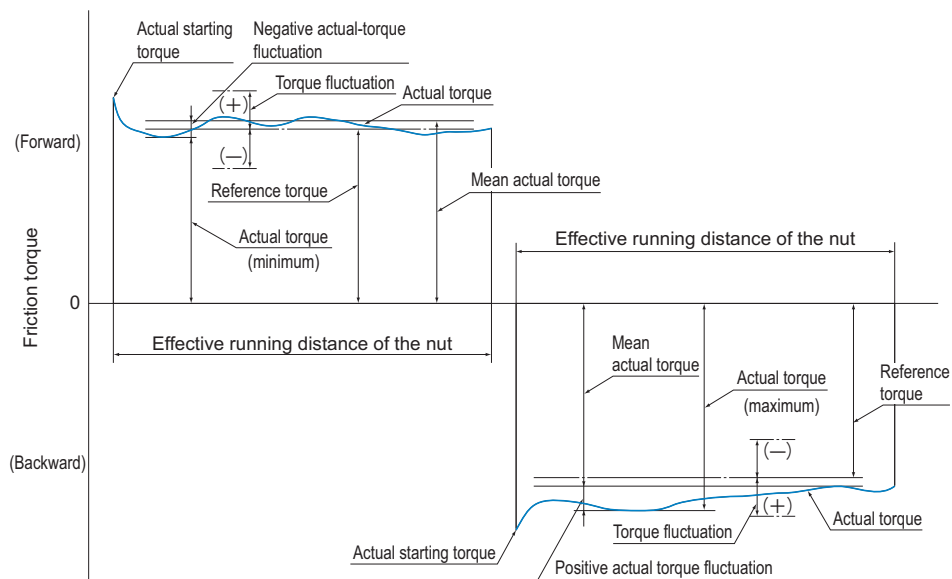 Actual starting
torque
Negative actual-torque
fluctuation
Torque fluctuation
(+)
Actual torque
(Forward)
(—)
Reference torque
Mean actual torque
Actual torque
(minimum)
Effective running distance of the nut
Friction torque
0
Effective running distance of the nut
Mean
actual torque
Actual torque
(maximum)
Reference
torque
(Backward)
(—)
(+)
Torque fluctuation
Actual torque
Actual starting torque
Positive actual torque fluctuation